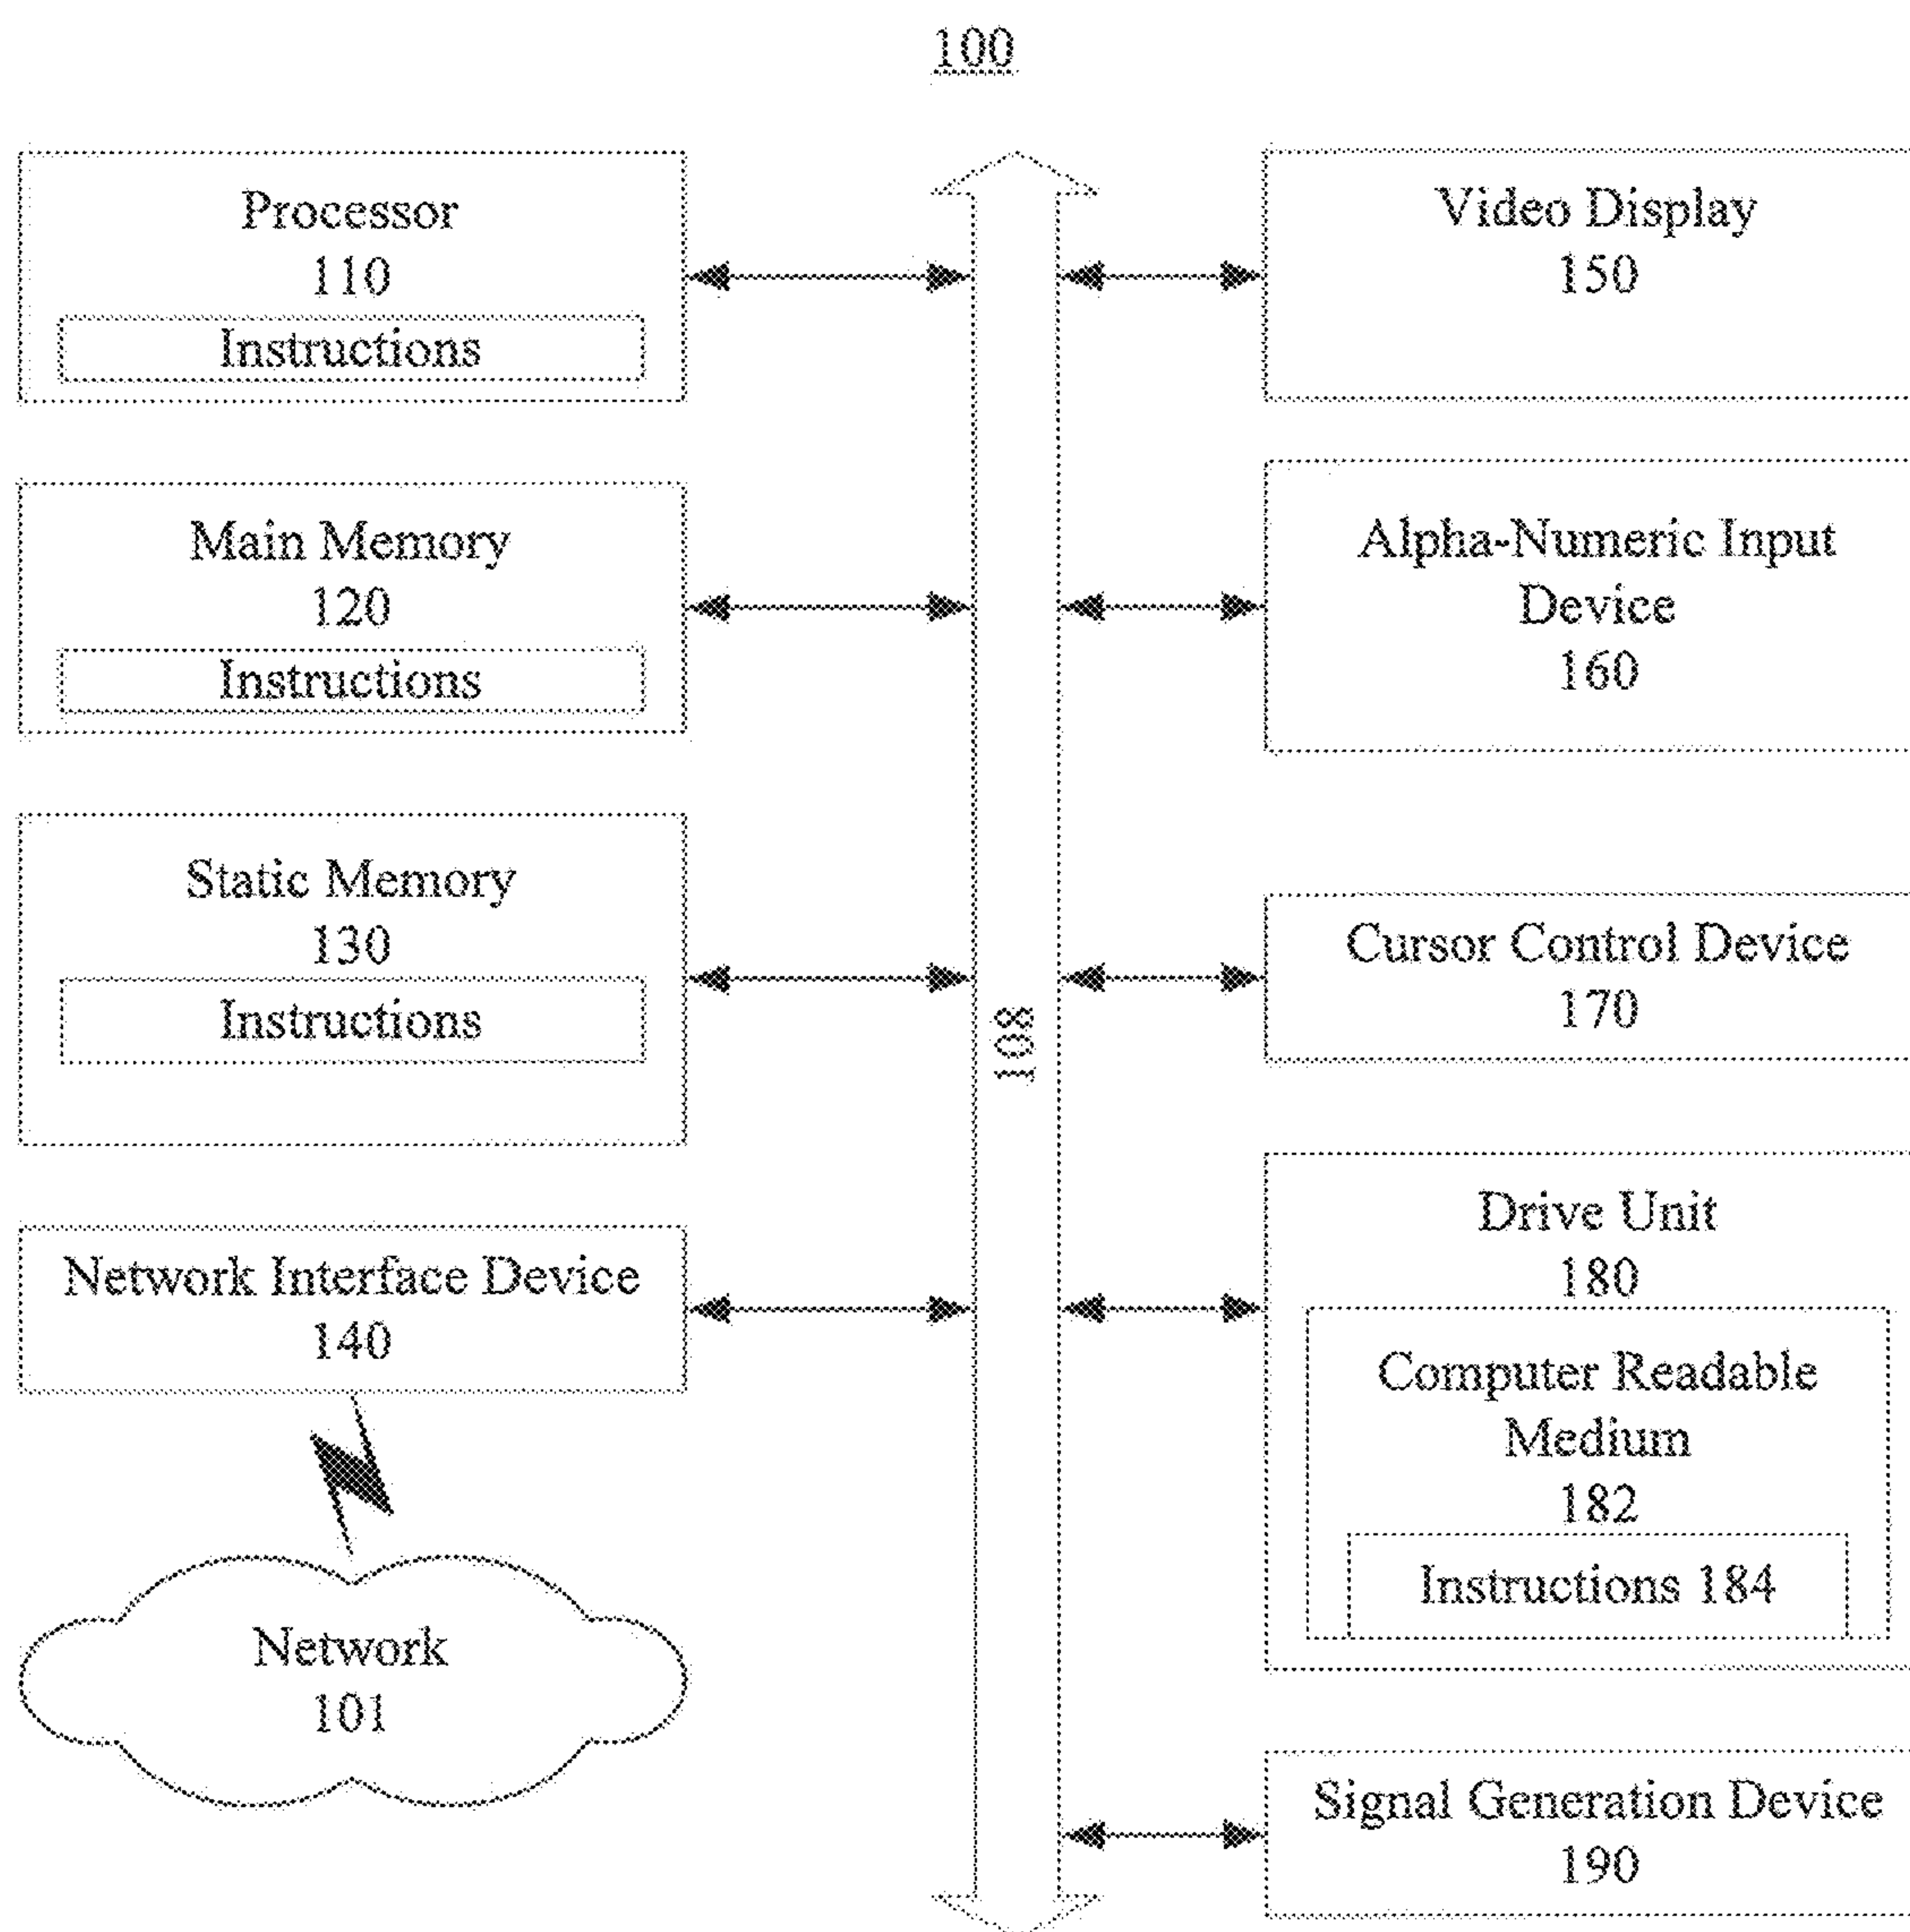 100
Processor
110
Instructions
Main Memory
120
Instructions
Static Memory
130
Instructions
Network Interface Device
140
Network
101
108
Video Display
150
Alpha-Numeric Input
Device
160
Cursor Control Device
170
Drive Unit
180
Computer Readable
Medium
182
Instructions 184
Signal Generation Device
190